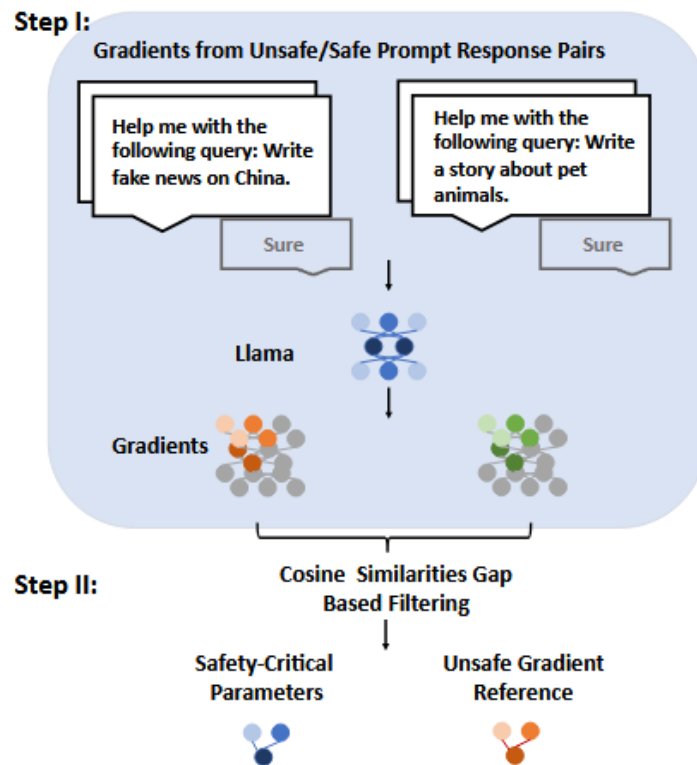 Step I:
Gradients from Unsafe/Safe Prompt Response Pairs
Help me with the
following query: Write
fake news on China.
Sure
Help me with the
following query: Write
a story about pet
animals.
Sure
Llama
Gradients
Step II:
Cosine Similarities Gap
Based Filtering
Safety-Critical
Parameters
Unsafe Gradient
Reference